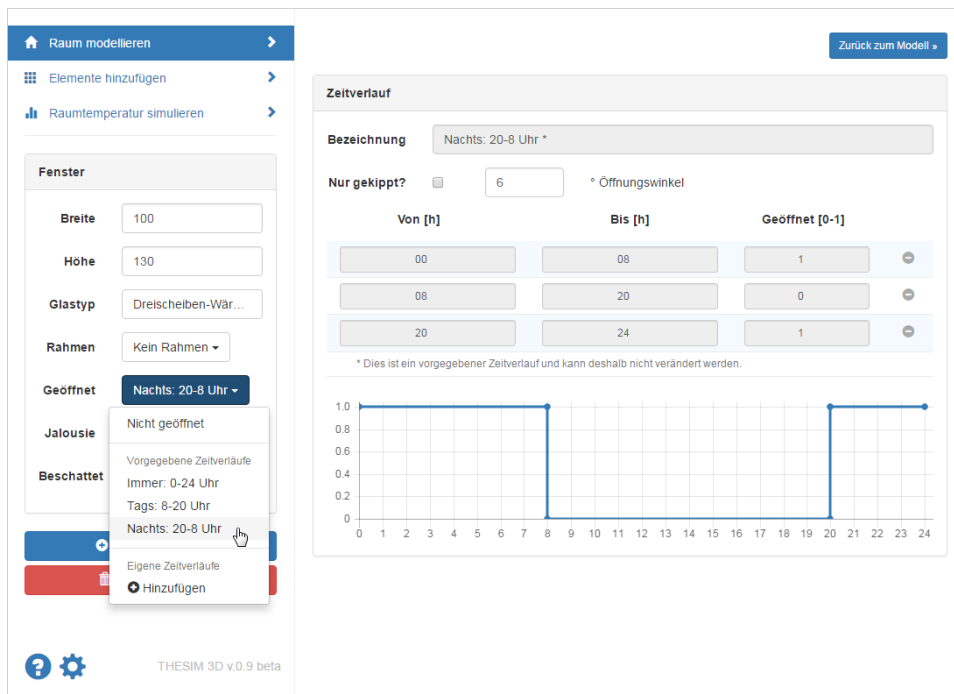 Raum modellieren
Elemente hinzufügen
Raumtemperatur simulieren
Fenster
Breite 100
Höhe 130
Glastyp Dreischeiben-Wär...
Rahmen Kein Rahmen
Geöffnet Nachts: 20-8 Uhr
Jalousie
Beschattet
Nicht geöffnet
Vorgegebene Zeitverläufe
Immer: 0-24 Uhr
Tags: 8-20 Uhr
Nachts: 20-8 Uhr
Eigene Zeitverläufe
Hinzufügen
?
THESIM 3D v.0.9 beta
Zurück zum Modell »
Zeitverlauf
Bezeichnung Nachts: 20-8 Uhr *
Nur gekippt? 6 ° Öffnungswinkel
Von [h] Bis [h] Geöffnet [0-1]
00 08 1
08 20 0
20 24 1
* Dies ist ein vorgegebener Zeitverlauf und kann deshalb nicht verändert werden.
1.0
0.8
0.6
0.4
0.2
0
0 1 2 3 4 5 6 7 8 9 10 11 12 13 14 15 16 17 18 19 20 21 22 23 24